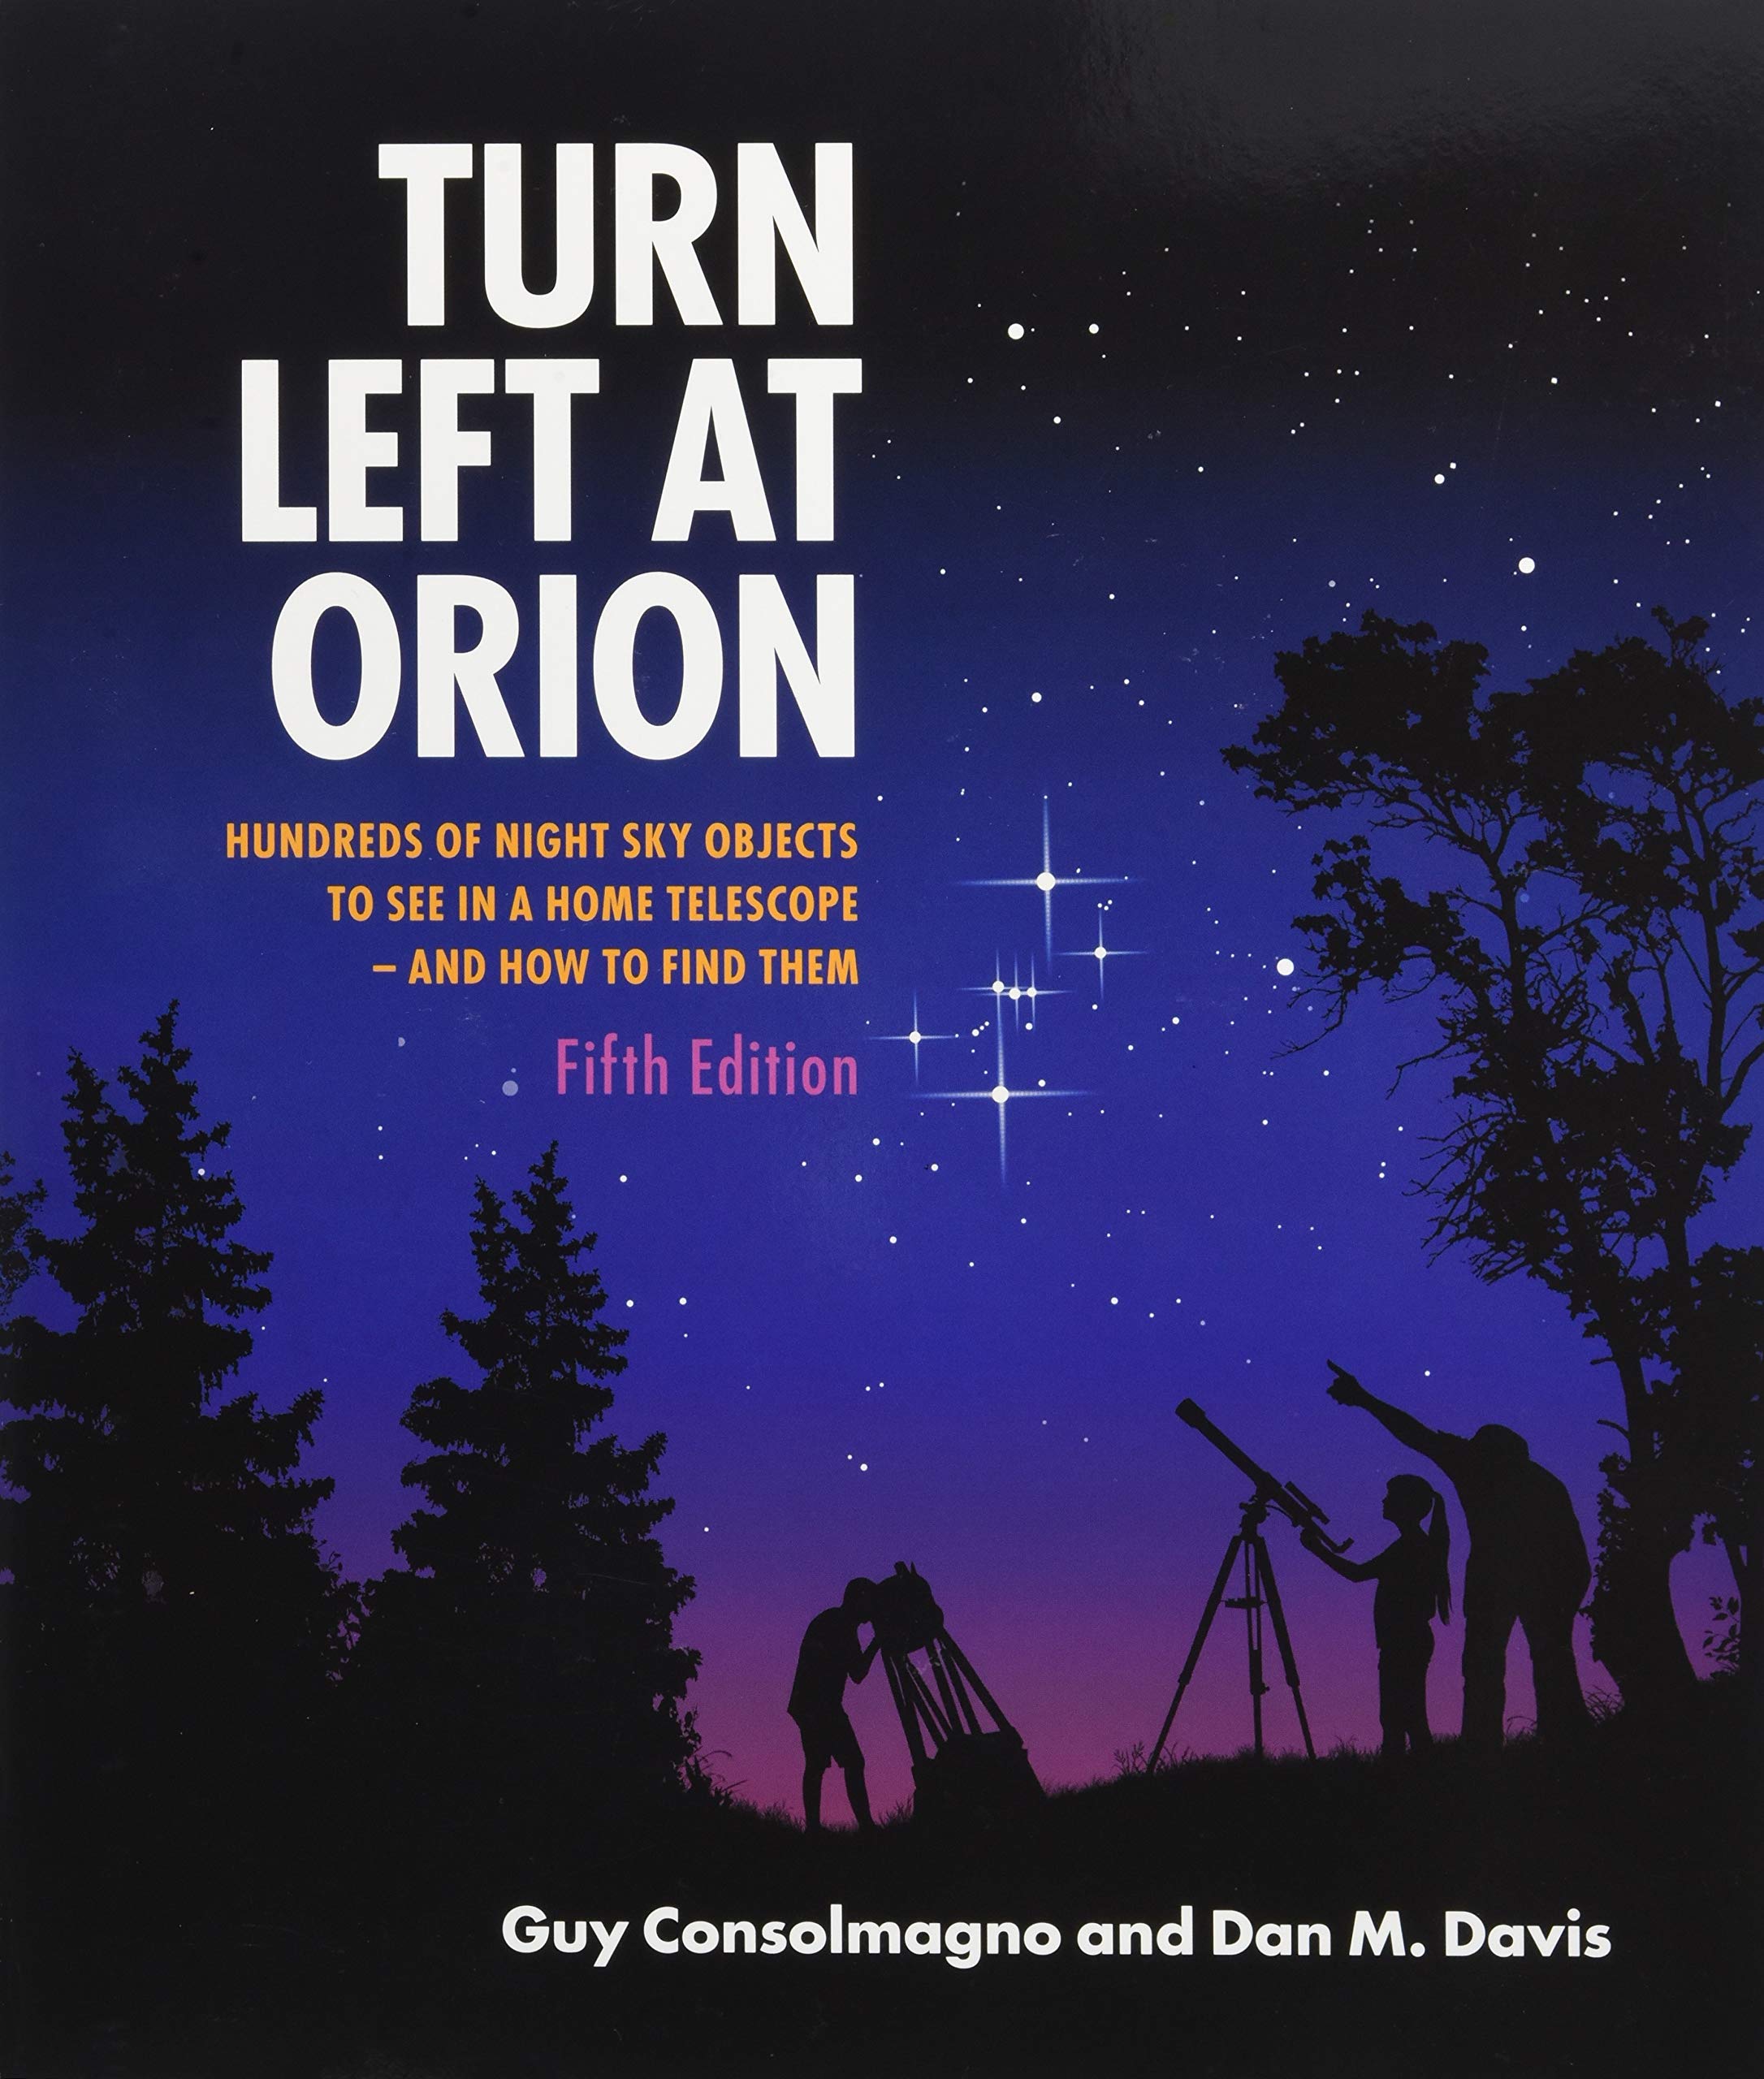 TURN
LEFT AT
ORION
HUNDREDS OF NIGHT SKY OBJECTS
TO SEE IN A HOME TELESCOPE
– AND HOW TO FIND THEM
Fifth Edition
Guy Consolmagno and Dan M. Davis